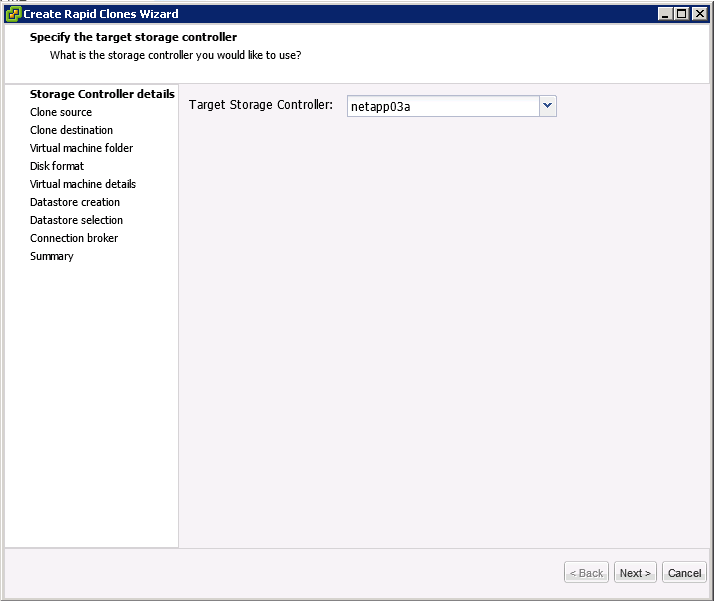 Create Rapid Clones Wizard
Specify the target storage controller
What is the storage controller you would like to use?
Storage Controller details
Clone source
Clone destination
Virtual machine folder
Disk format
Virtual machine details
Datastore creation
Datastore selection
Connection broker
Summary
Target Storage Controller: netapp03a
< Back Next > Cancel